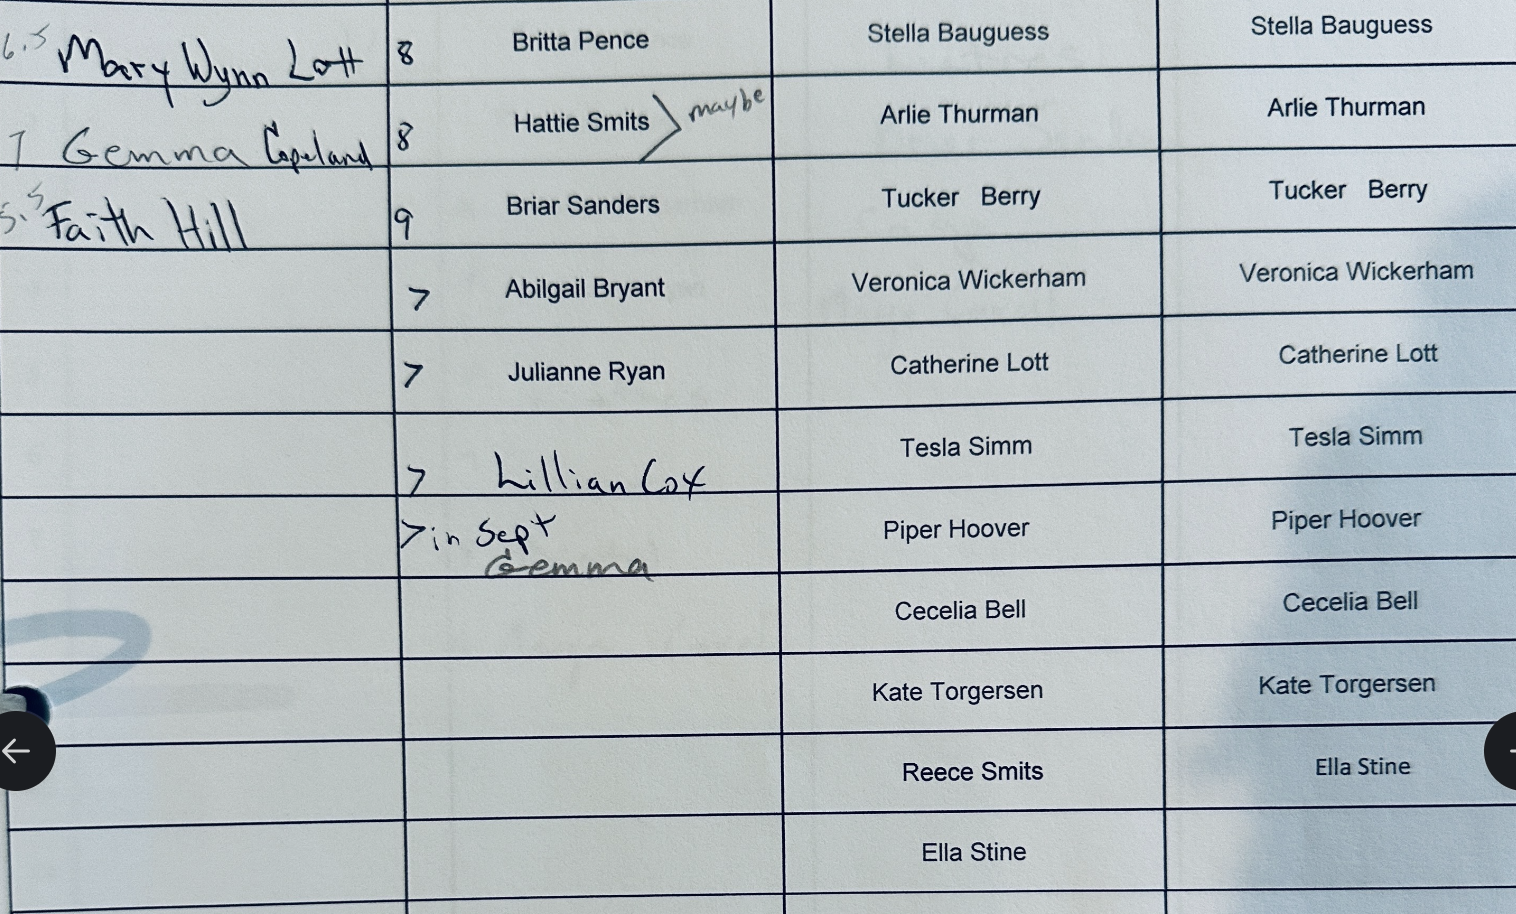 6.5 Mary Wynn Lott 8 Britta Pence Stella Bauguess Stella Bauguess
7 Gemma Copeland 8 Hattie Smits > maybe Arlie Thurman Arlie Thurman
5.5 Faith Hill 9 Briar Sanders Tucker Berry Tucker Berry
7 Abilgail Bryant Veronica Wickerham Veronica Wickerham
7 Julianne Ryan Catherine Lott Catherine Lott
7 Lillian Cox Tesla Simm Tesla Simm
7 in Sept Piper Hoover Piper Hoover
Gemma
Cecelia Bell Cecelia Bell
Kate Torgersen Kate Torgersen
Reece Smits Ella Stine
Ella Stine